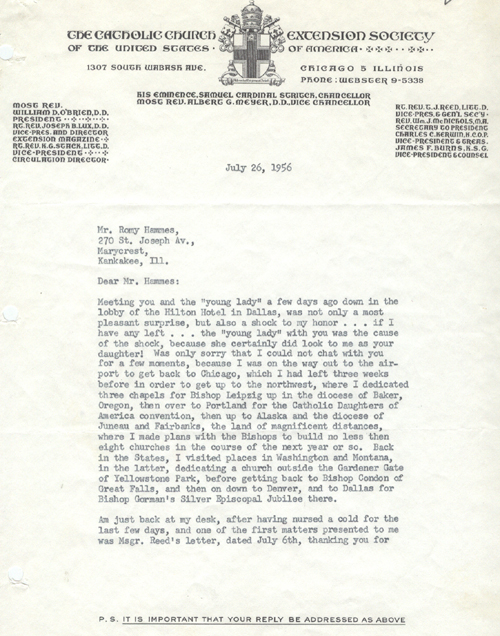 THE CATHOLIC CHURCH EXTENSION SOCIETY
OF THE UNITED STATES OF AMERICA
1307 SOUTH WABASH AVE. CHICAGO 5 ILLINOIS
PHONE: WEBSTER 9-5338
HIS EMINENCE, SAMUEL CARDINAL STRITCH, CHANCELLOR
MOST REV. ALBERT G. MEYER, D.D. VICE CHANCELLOR
MOST REV.
WILLIAM D. O'BRIEN, D.D.
PRESIDENT
RT. REV. JOSEPH B. LUX, D.D.
VICE-PRES. AND DIRECTOR
EXTENSION MAGAZINE
RT. REV. K.G. STACK, LITT. D.
VICE-PRESIDENT
CIRCULATION DIRECTOR
RT. REV. T.J. REED, LITT. D.
VICE-PRES. & GEN'L SEC'Y
REV. WM. J. McNICHOLS, M.A.
SECRETARY TO PRESIDENT
CHARLES C. KERWIN, K.C.O.P.
VICE-PRESIDENT & TREAS.
JAMES F. BURNS, K.S.G.
VICE-PRESIDENT & COUNSEL
July 26, 1956
Mr. Romy Hammes,
270 St. Joseph Av.,
Marycrest,
Kankakee, Ill.
Dear Mr. Hammes:
Meeting you and the "young lady" a few days ago down in the
lobby of the Hilton Hotel in Dallas, was not only a most
pleasant surprise, but also a shock to my honor . . . if I
have any left . . . the "young lady" with you was the cause
of the shock, because she certainly did look to me as your
daughter! Was only sorry that I could not chat with you
for a few moments, because I was on the way out to the air-
port to get back to Chicago, which I had left three weeks
before in order to get up to the northwest, where I dedicated
three chapels for Bishop Leipzig up in the diocese of Baker,
Oregon, then over to Portland for the Catholic Daughters of
America convention, then up to Alaska and the diocese of
Juneau and Fairbanks, the land of magnificent distances,
where I made plans with the Bishops to build no less then
eight churches in the course of the next year or so. Back
in the States, I visited places in Washington and Montana,
in the latter, dedicating a church outside the Gardener Gate
of Yellowstone Park, before getting back to Bishop Condon of
Great Falls, and then on down to Denver, and to Dallas for
Bishop Gorman's Silver Episcopal Jubilee there.
Am just back at my desk, after having nursed a cold for the
last few days, and one of the first matters presented to me
was Msgr. Reed's letter, dated July 6th, thanking you for
P. S. IT IS IMPORTANT THAT YOUR REPLY BE ADDRESSED AS ABOVE